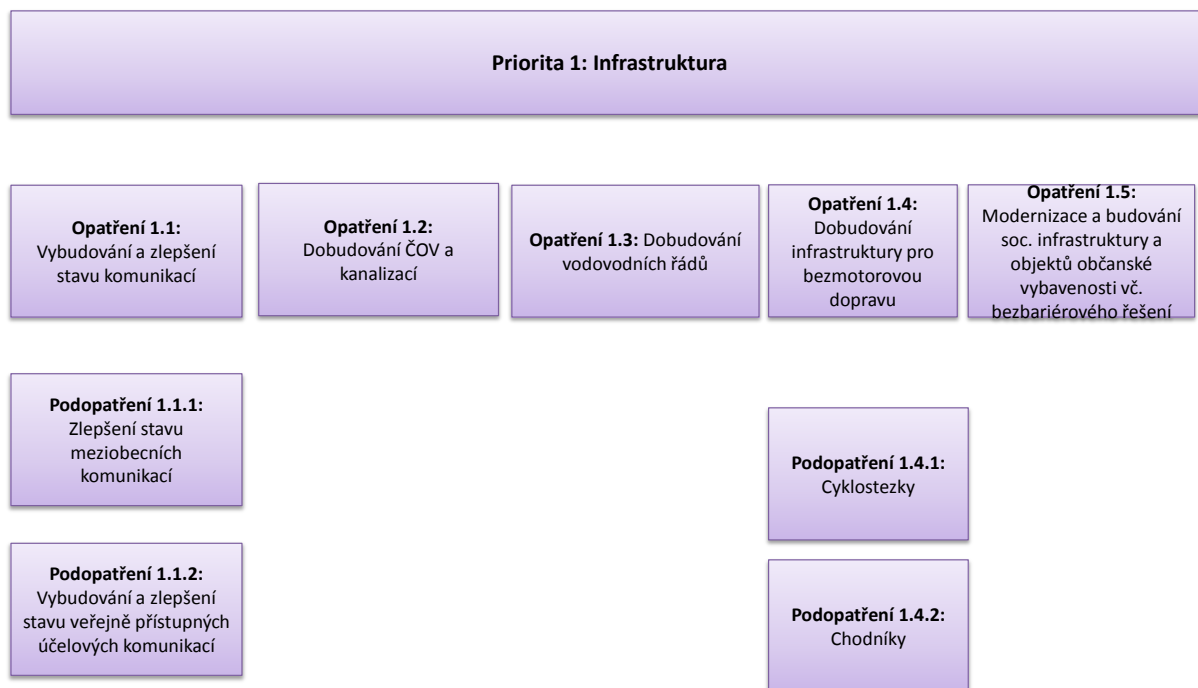 Priorita 1: Infrastruktura
Opatření 1.1:
Vybudování a zlepšení
stavu komunikací
Opatření 1.2:
Dobudování ČOV a
kanalizací
Opatření 1.3: Dobudování
vodovodních řádů
Opatření 1.4:
Dobudování
infrastruktury pro
bezmotorovou
dopravu
Opatření 1.5:
Modernizace a budování
soc. infrastruktury a
objektů občanské
vybavenosti vč.
bezbariérového řešení
Podopatření 1.1.1:
Zlepšení stavu
meziobecních
komunikací
Podopatření 1.4.1:
Cyklostezky
Podopatření 1.1.2:
Vybudování a zlepšení
stavu veřejně přístupných
účelových komunikací
Podopatření 1.4.2:
Chodníky